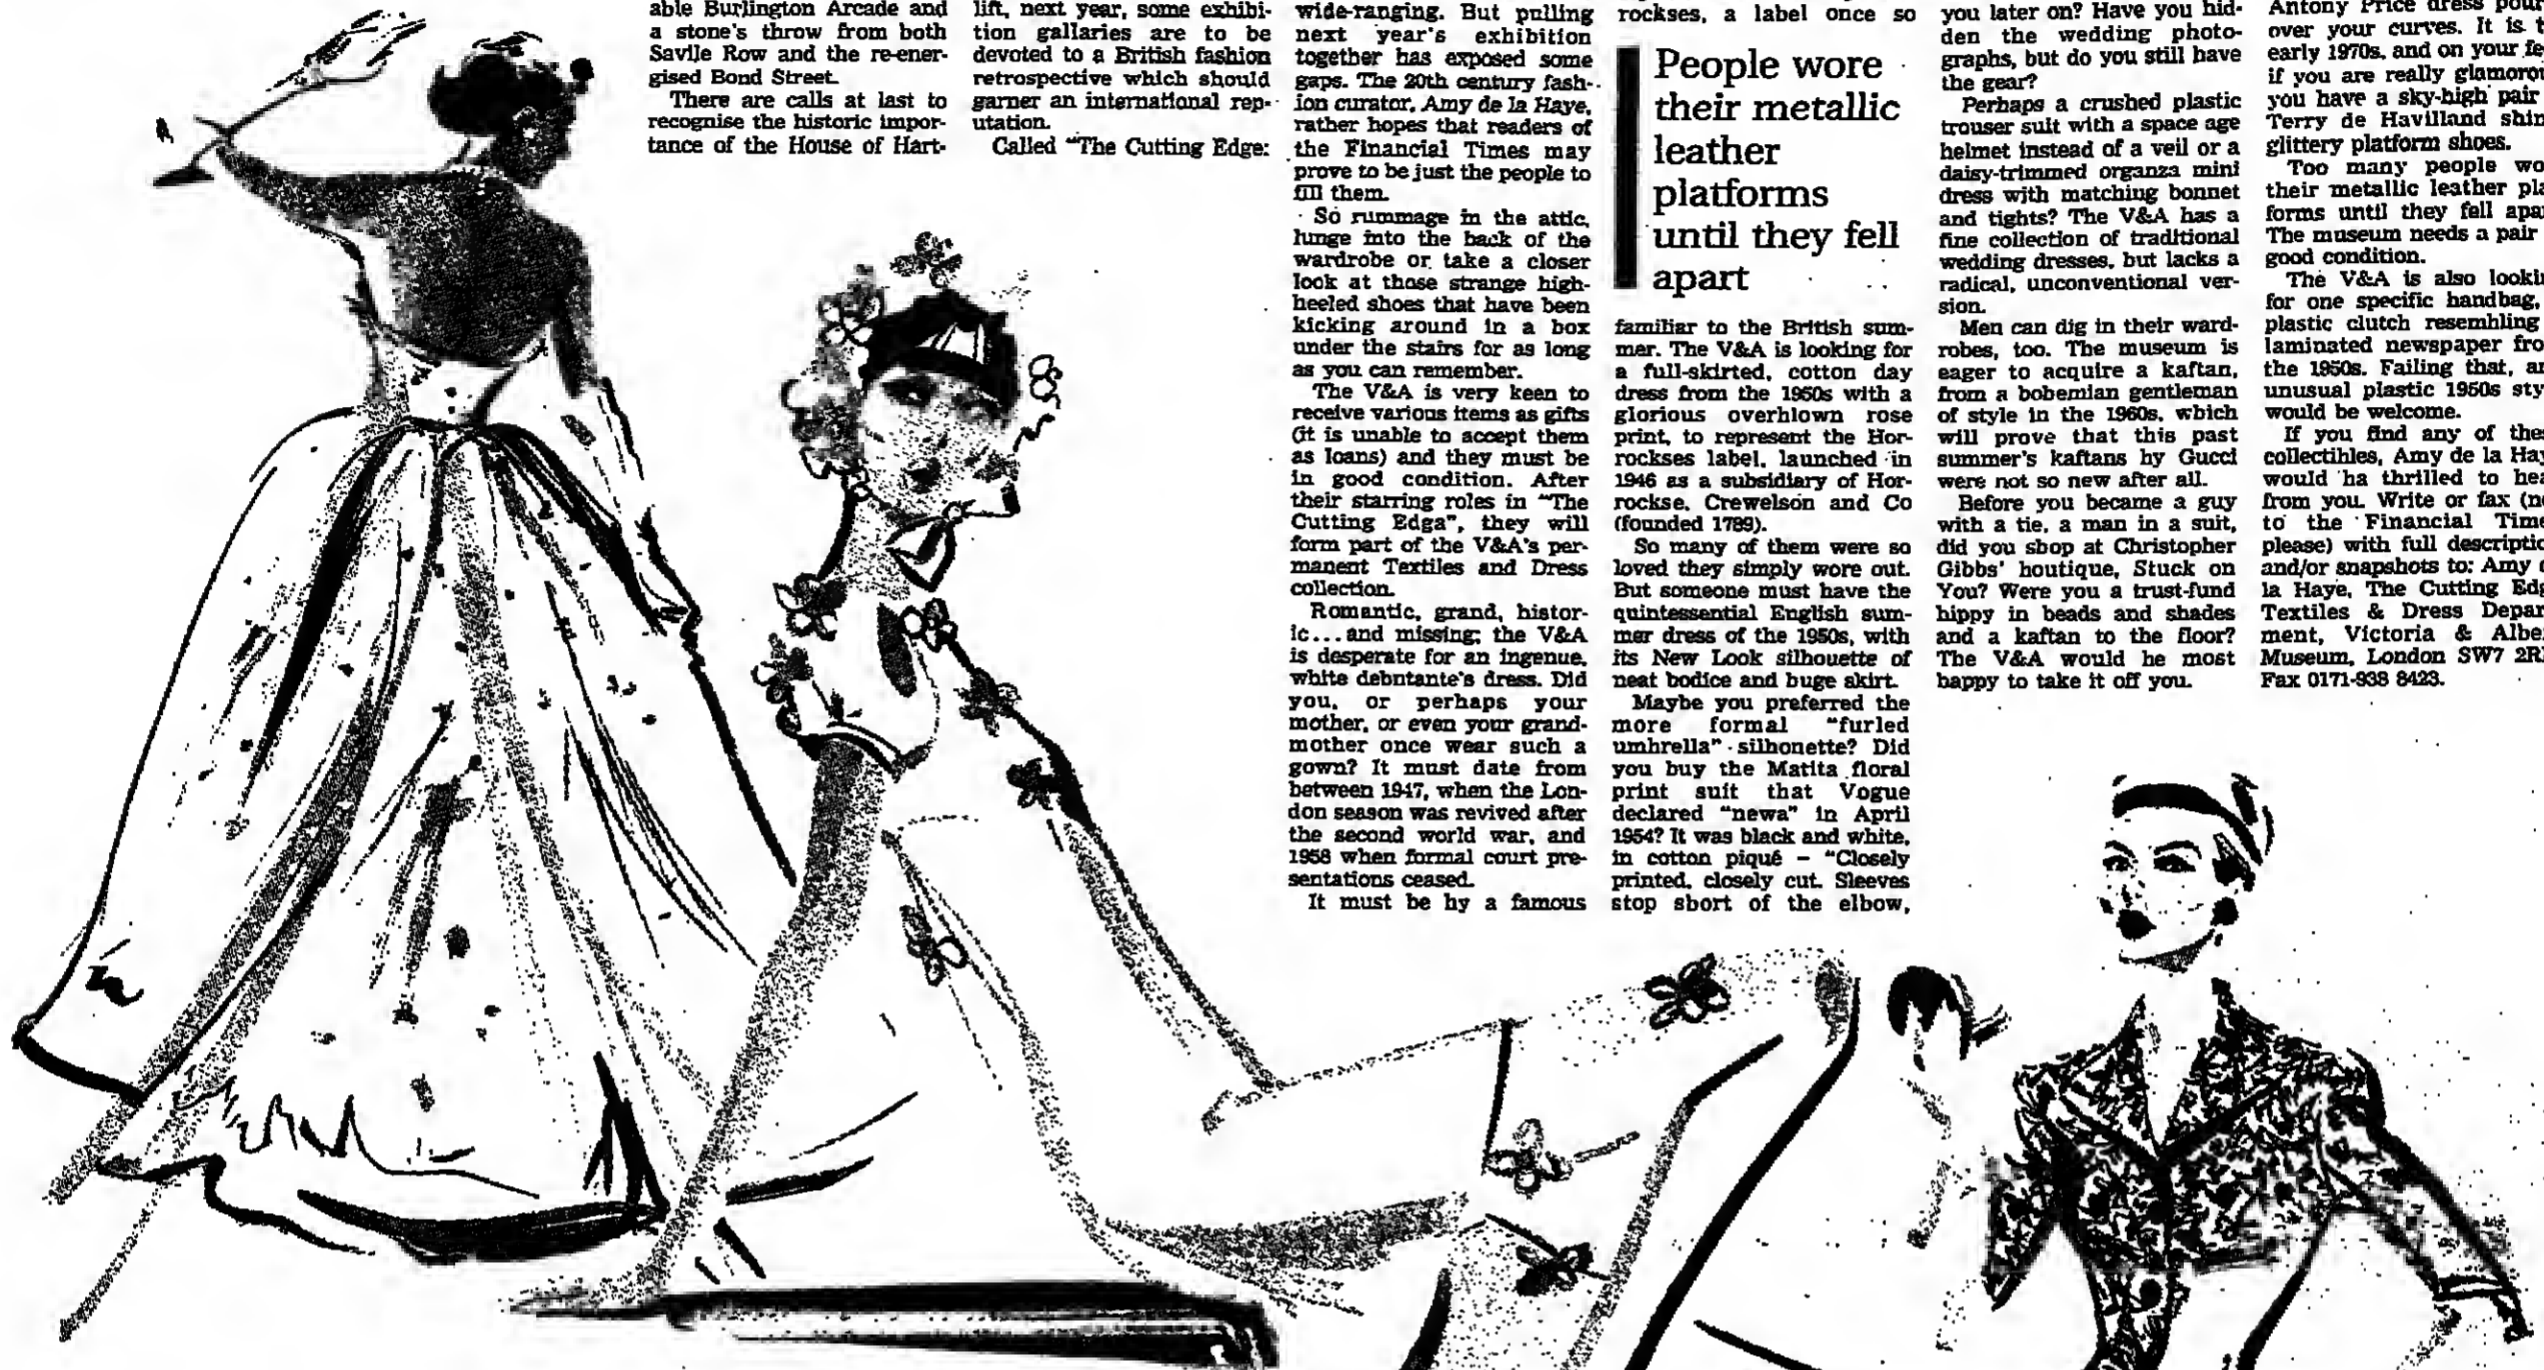 able Burlington Arcade and
a stone's throw from both
Savile Row and the re-ener-
gised Bond Street.
There are calls at last to
recognise the historic impor-
tance of the House of Hart-
lift, next year, some exhibi-
tion gallaries are to be
devoted to a British fashion
retrospective which should
garner an international rep-
utation.
Called "The Cutting Edge:
wide-ranging. But pulling
next year's exhibition
together has exposed some
gaps. The 20th century fash-
ion curator, Amy de la Haye,
rather hopes that readers of
the Financial Times may
prove to be just the people to
fill them.
So rummage in the attic,
lunge into the back of the
wardrobe or take a closer
look at those strange high-
heeled shoes that have been
kicking around in a box
under the stairs for as long
as you can remember.
The V&A is very keen to
receive various items as gifts
(it is unable to accept them
as loans) and they must be
in good condition. After
their starring roles in "The
Cutting Edga", they will
form part of the V&A's per-
manent Textiles and Dress
collection.
Romantic, grand, histor-
ic...and missing; the V&A
is desperate for an ingenue,
white debntante's dress. Did
you, or perhaps your
mother, or even your grand-
mother once wear such a
gown? It must date from
between 1947, when the Lon-
don season was revived after
the second world war, and
1958 when formal court pre-
sentations ceased.
It must be hy a famous
rockses, a label once so
People wore
their metallic
leather
platforms
until they fell
apart
familiar to the British sum-
mer. The V&A is looking for
a full-skirted, cotton day
dress from the 1950s with a
glorious overhlown rose
print, to represent the Hor-
rockses label, launched in
1946 as a subsidiary of Hor-
rockse, Crewelson and Co
(founded 1789).
So many of them were so
loved they simply wore out.
But someone must have the
quintessential English sum-
mer dress of the 1950s, with
its New Look silhouette of
neat bodice and buge skirt.
Maybe you preferred the
more formal "furled
umhrella" silhonette? Did
you buy the Matita floral
print suit that Vogue
declared "newa" in April
1954? It was black and white,
in cotton piqué – "Closely
printed, closely cut. Sleeves
stop sbort of the elbow,
you later on? Have you hid-
den the wedding photo-
graphs, but do you still have
the gear?
Perhaps a crushed plastic
trouser suit with a space age
helmet instead of a veil or a
daisy-trimmed organza mini
dress with matching bonnet
and tights? The V&A has a
fine collection of traditional
wedding dresses, but lacks a
radical, unconventional ver-
sion.
Men can dig in their ward-
robes, too. The museum is
eager to acquire a kaftan,
from a bohemian gentleman
of style in the 1960s, which
will prove that this past
summer's kaftans hy Gucci
were not so new after all.
Before you became a guy
with a tie, a man in a suit,
did you sbop at Christopher
Gibbs' houtique, Stuck on
You? Were you a trust-fund
hippy in beads and shades
and a kaftan to the floor?
The V&A would he most
bappy to take it off you.
Antony Price dress pour
over your curves. It is t
early 1970s, and on your fe
if you are really glamorou
you have a sky-high pair
Terry de Havilland shin
glittery platform shoes.
Too many people wo
their metallic leather pla
forms until they fell apar
The museum needs a pair
good condition.
The V&A is also lookin
for one specific handbag,
plastic clutch resemhling
laminated newspaper fro
the 1950s. Failing that, an
unusual plastic 1950s sty
would be welcome.
If you find any of thes
collectibles, Amy de la Hay
would ha thrilled to hea
from you. Write or fax (no
to the Financial Time
please) with full descriptio
and/or snapshots to: Amy d
la Haye, The Cutting Edg
Textiles & Dress Depar
ment, Victoria & Albe
Museum, London SW7 2R
Fax 0171-938 8423.